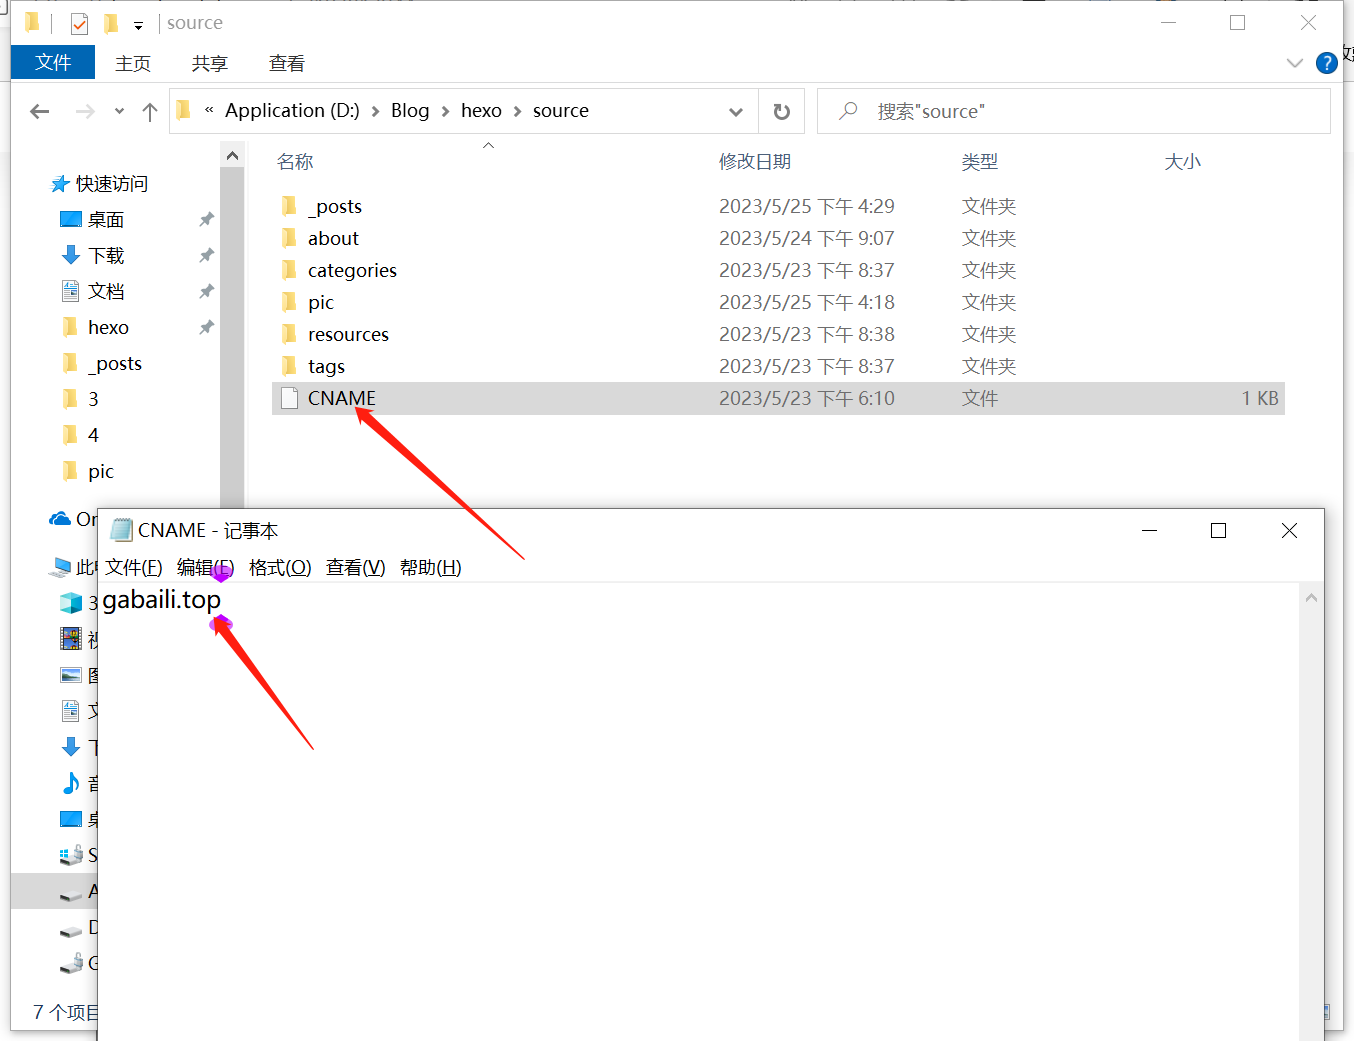 source
文件 主页 共享 查看
« Application (D:) > Blog > hexo > source
搜索"source"
名称 修改日期 类型 大小
快速访问
桌面
下载
文档
hexo
_posts
3
4
pic
_posts 2023/5/25 下午 4:29 文件夹
about 2023/5/24 下午 9:07 文件夹
categories 2023/5/23 下午 8:37 文件夹
pic 2023/5/25 下午 4:18 文件夹
resources 2023/5/23 下午 8:38 文件夹
tags 2023/5/23 下午 8:37 文件夹
CNAME 2023/5/23 下午 6:10 文件 1 KB
CNAME - 记事本
文件(F) 编辑(E) 格式(O) 查看(V) 帮助(H)
gabaili.top
3
S
A
D
G
7 个项目